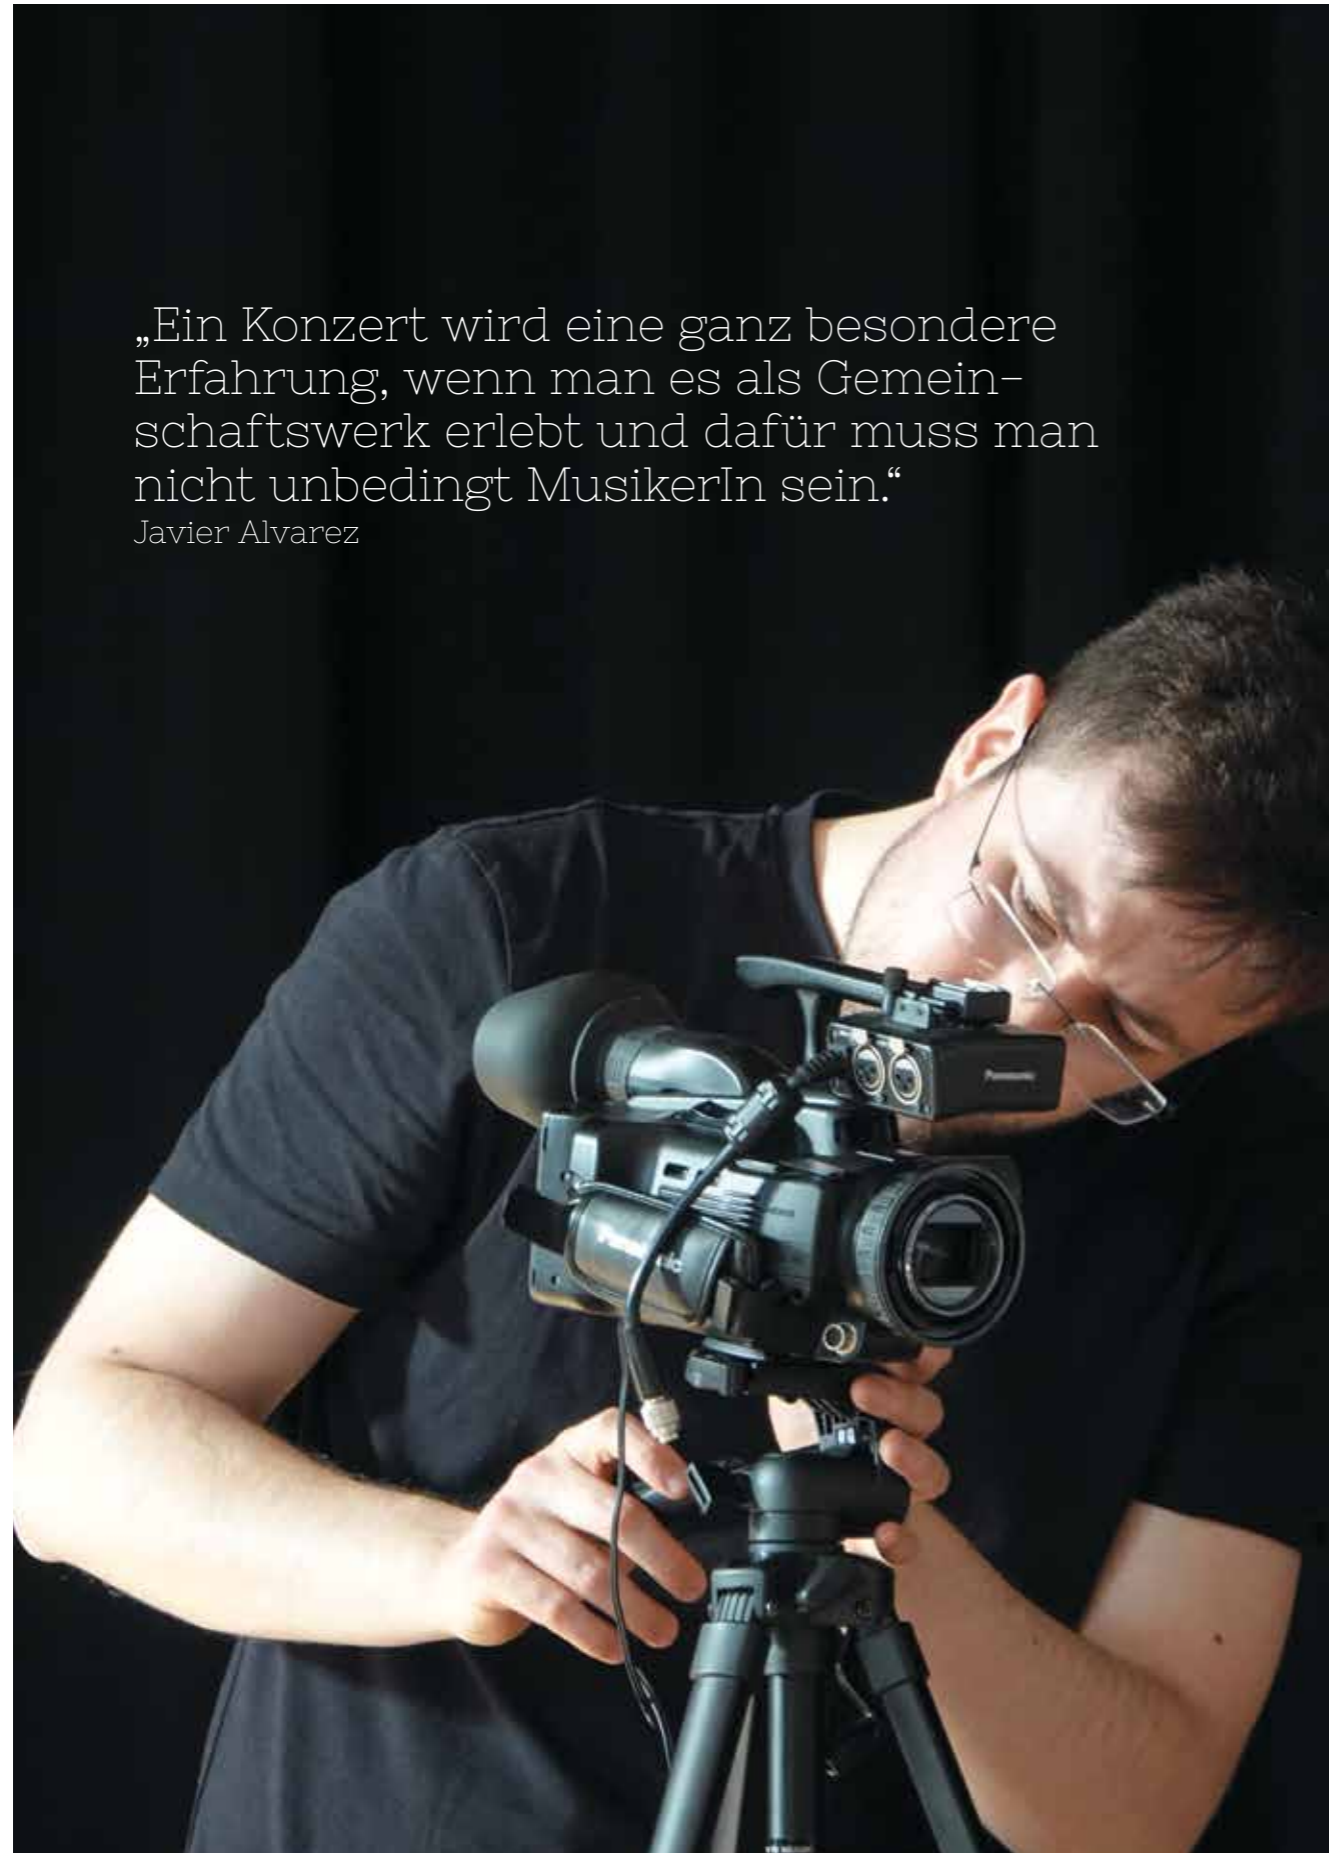 „Ein Konzert wird eine ganz besondere
Erfahrung, wenn man es als Gemein-
schaftswerk erlebt und dafür muss man
nicht unbedingt MusikerIn sein.“
Javier Alvarez
Panasonic